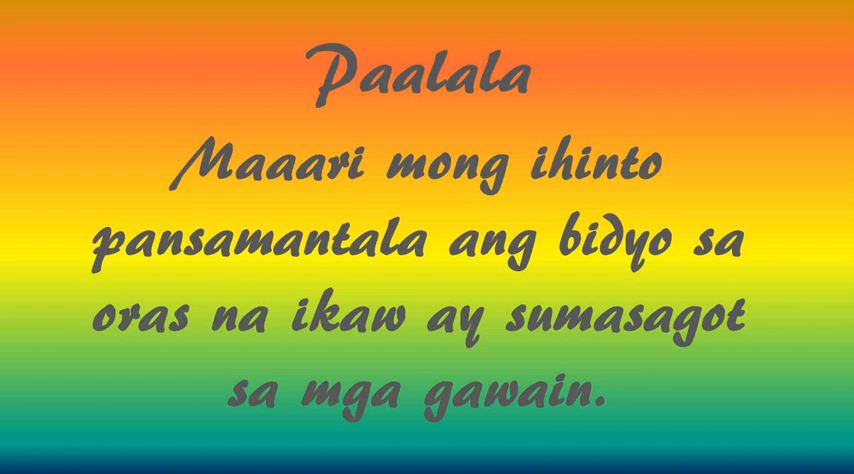 Paalala
Maaari mong ihinto
pansamantala ang bidyo sa
oras na ikaw ay sumasagot
sa mga gawain.